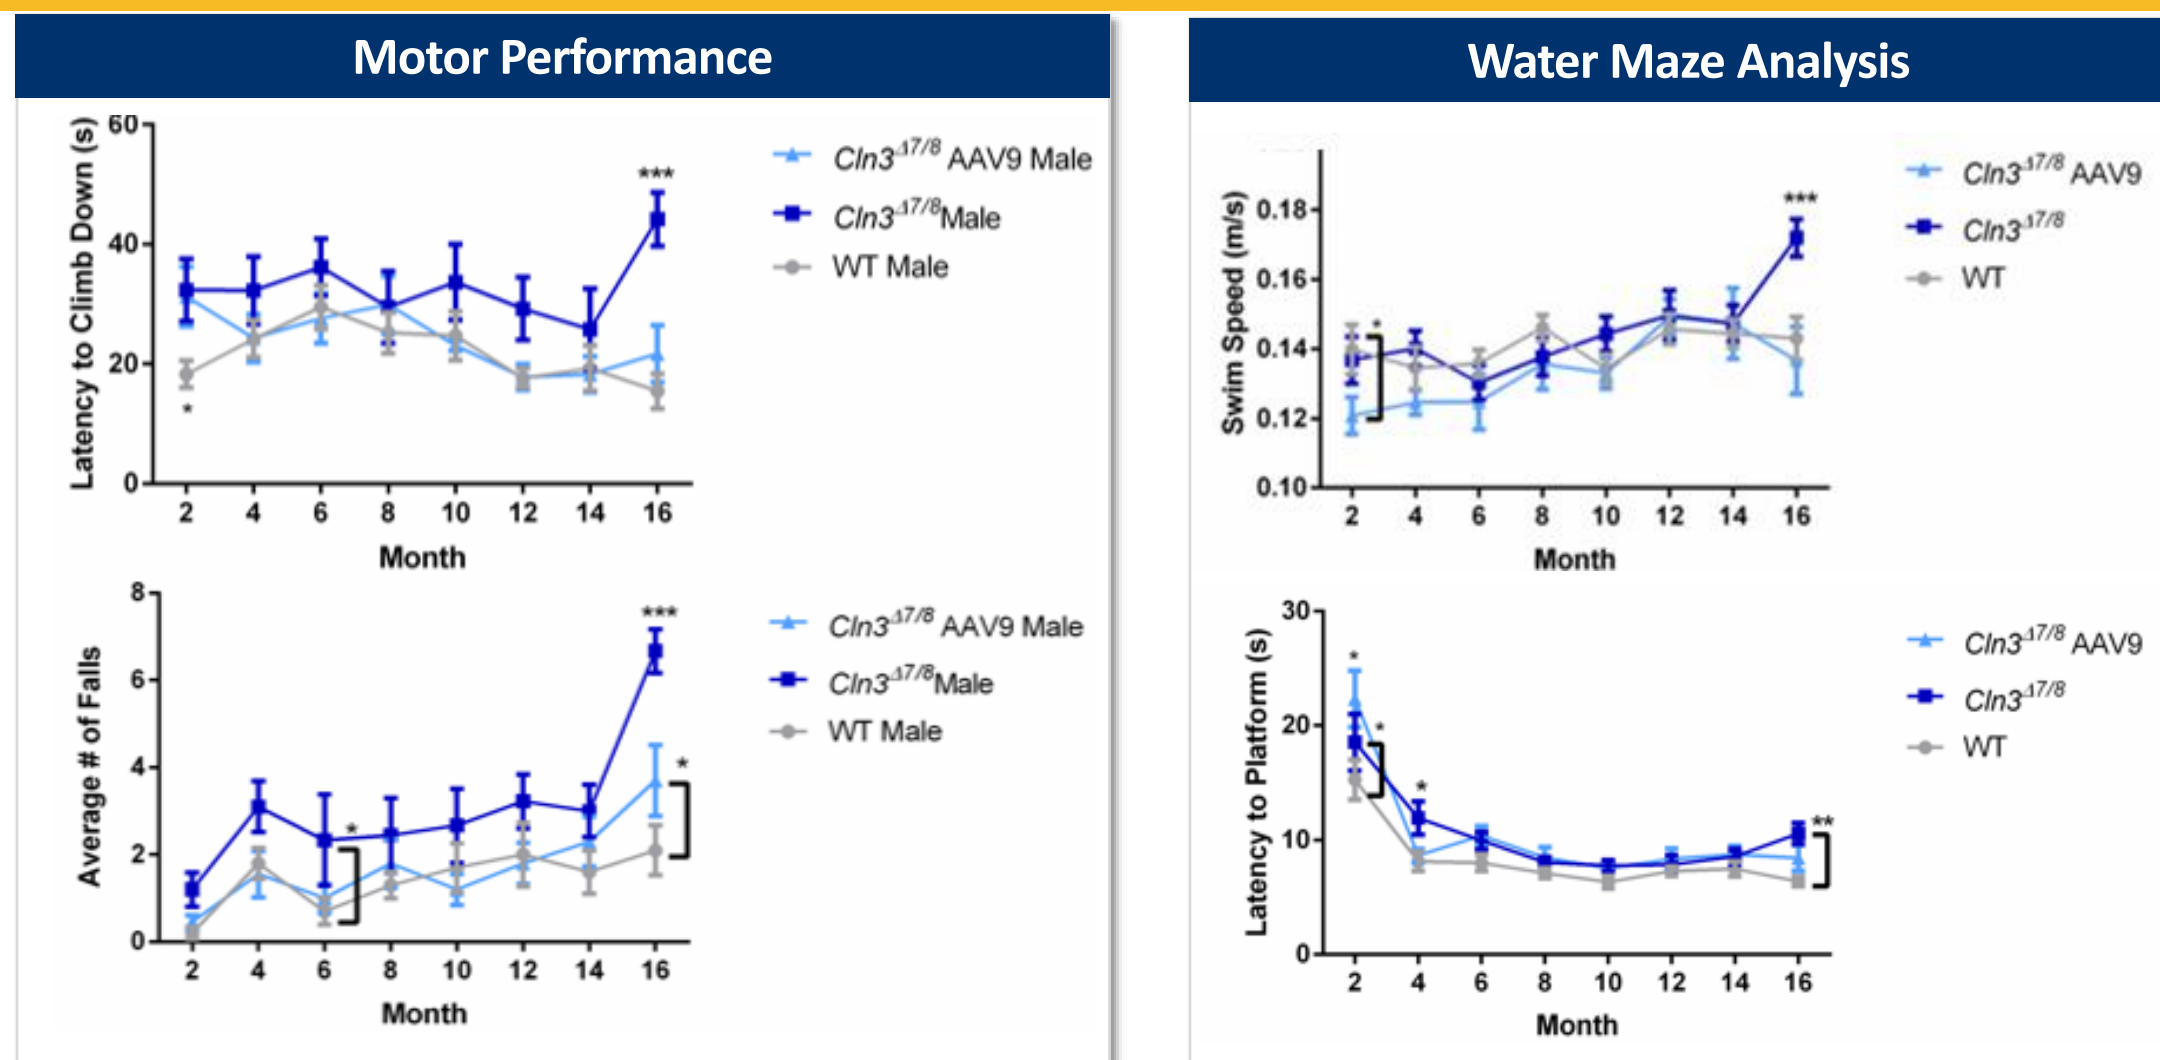 Motor Performance
Latency to Climb Down (s)
60
40
20
0
2 4 6 8 10 12 14 16
Month
***
*
Cln3Δ7/8 AAV9 Male
Cln3Δ7/8Male
WT Male
Average # of Falls
8
6
4
2
0
2 4 6 8 10 12 14 16
Month
***
*
*
Cln3Δ7/8 AAV9 Male
Cln3Δ7/8Male
WT Male
Water Maze Analysis
Swim Speed (m/s)
0.18
0.16
0.14
0.12
0.10
2 4 6 8 10 12 14 16
Month
***
*
Cln3Δ7/8 AAV9
Cln3Δ7/8
WT
Latency to Platform (s)
30
20
10
0
2 4 6 8 10 12 14 16
Month
*
*
*
**
Cln3Δ7/8 AAV9
Cln3Δ7/8
WT